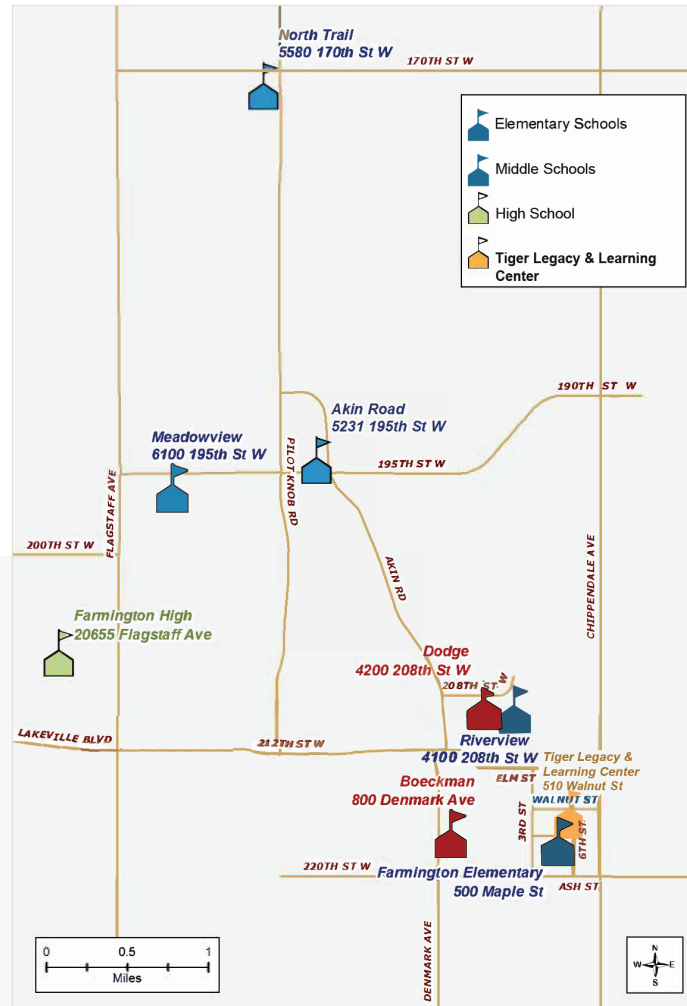 North Trail
5580 170th St W
170TH ST W
Elementary Schools
Middle Schools
High School
Tiger Legacy & Learning
Center
190TH ST W
Akin Road
5231 195th St W
Meadowview
6100 195th St W
195TH ST W
PILOT KNOB RD
FLAGSTAFF AVE
200TH ST W
AKIN RD
CHIPPENDALE AVE
Farmington High
20655 Flagstaff Ave
Dodge
4200 208th St W
208TH ST W
LAKEVILLE BLVD
212TH ST W
Riverview
4100 208th St W
ELM ST
Tiger Legacy &
Learning Center
510 Walnut St
Boeckman
800 Denmark Ave
WALNUT ST
3RD ST
6TH ST
220TH ST W
Farmington Elementary
500 Maple St
ASH ST
DENMARK AVE
0 0.5 1
Miles
N
W E
S